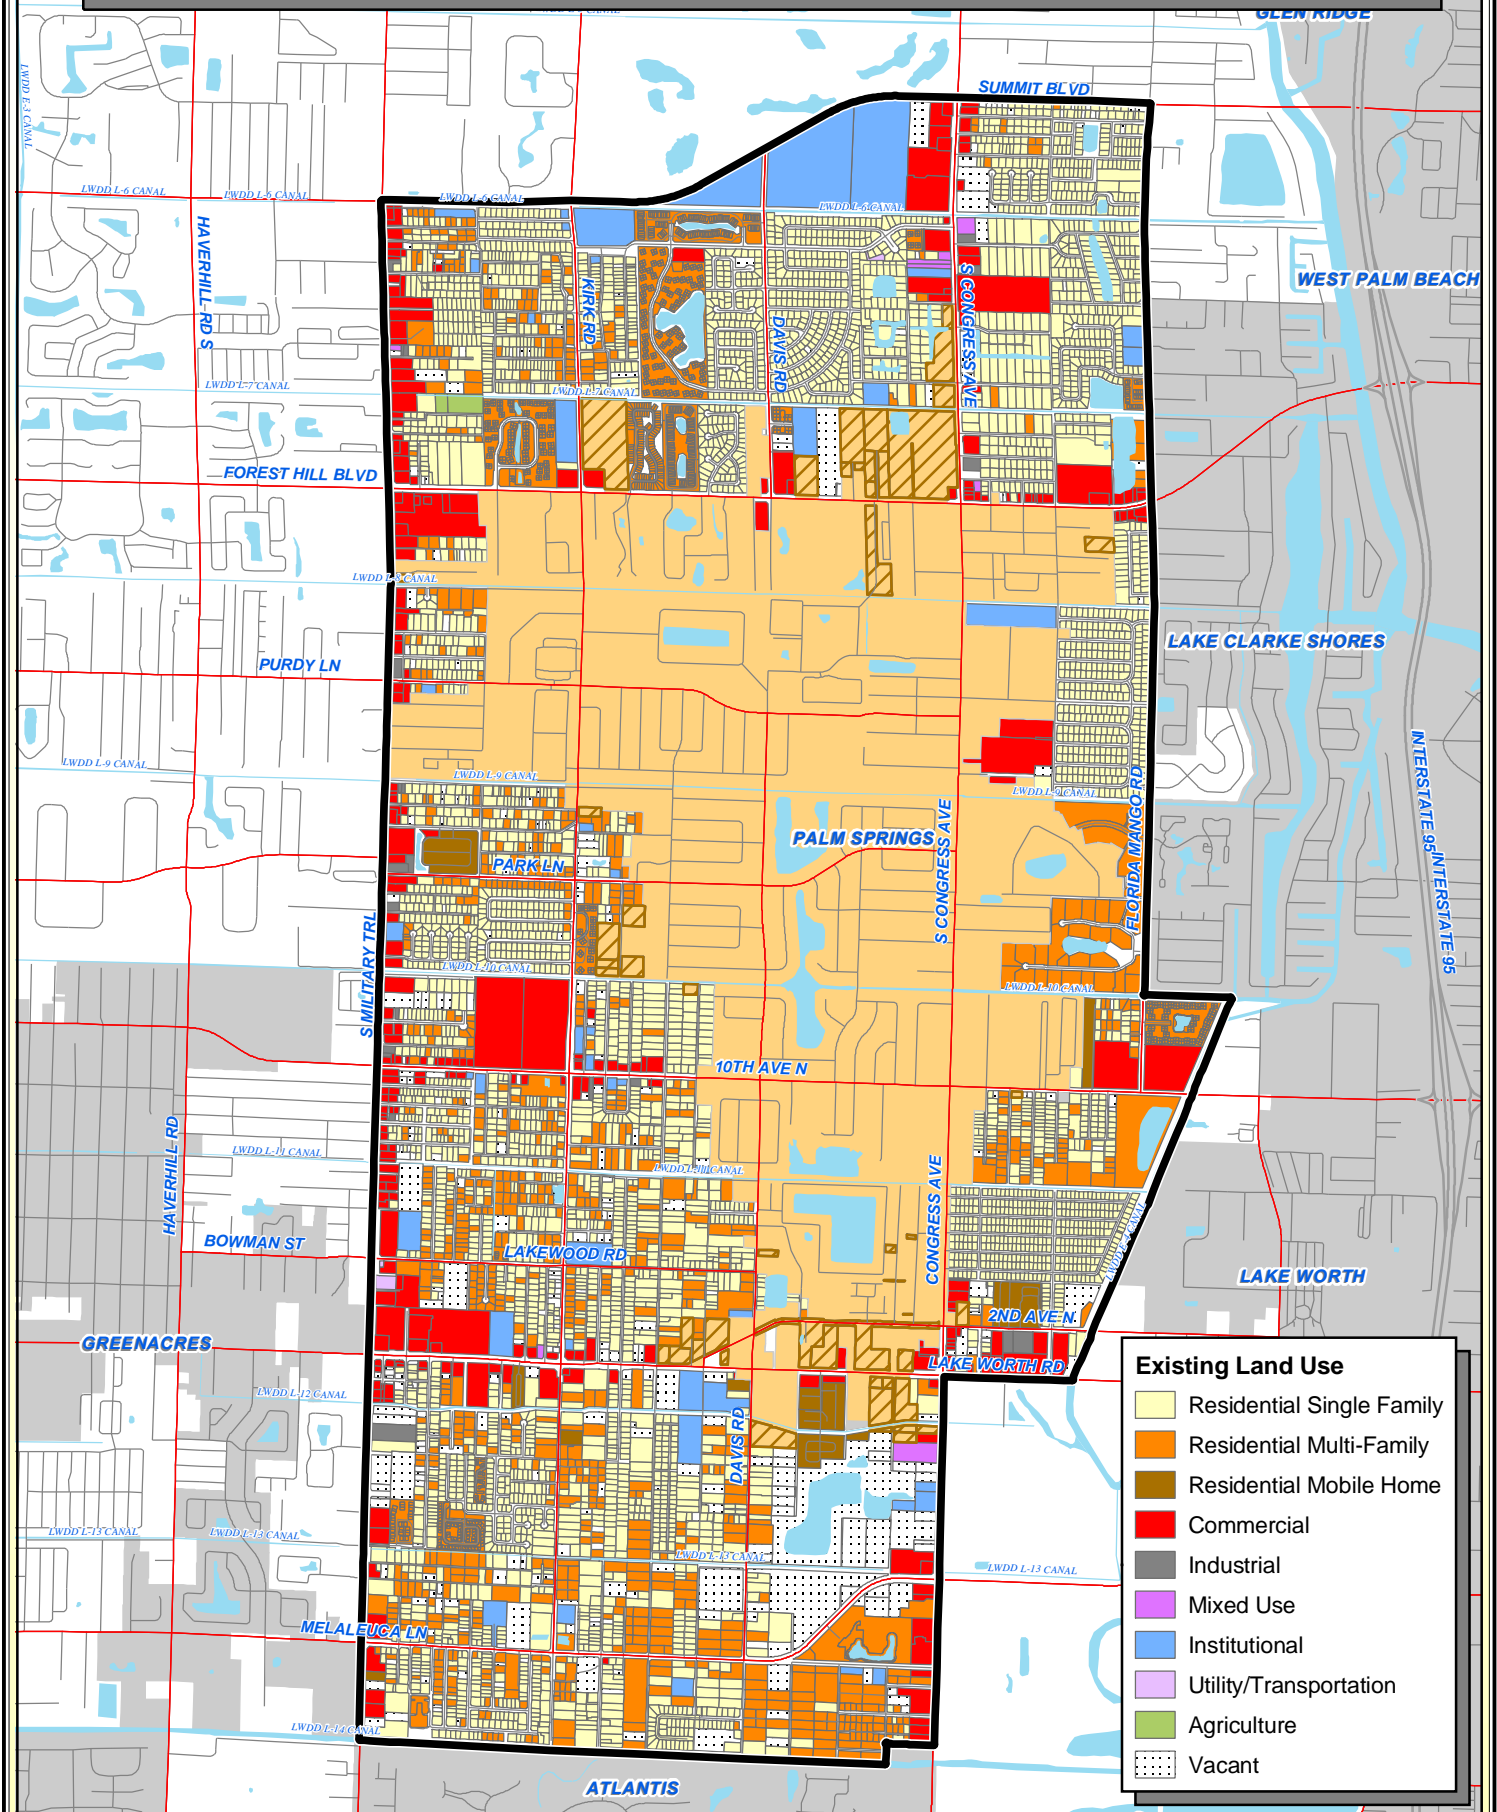 GLEN RIDGE
SUMMIT BLVD
LWDD E-3 CANAL
LWDD L-6 CANAL
LWDD L-6 CANAL
LWDD L-6 CANAL
LWDD L-6 CANAL
HAVERHILL RD S
KIRK RD
DAVIS RD
S CONGRESS AVE
WEST PALM BEACH
LWDD L-7 CANAL
LWDD L-7 CANAL
FOREST HILL BLVD
LWDD L-8 CANAL
LAKE CLARKE SHORES
PURDY LN
LWDD L-9 CANAL
LWDD L-9 CANAL
LWDD L-9 CANAL
FLORIDA MANGO RD
INTERSTATE 95
INTERSTATE 95
PALM SPRINGS
S CONGRESS AVE
PARK LN
S MILITARY TRL
LWDD L-10 CANAL
LWDD L-10 CANAL
10TH AVE N
HAVERHILL RD
LWDD L-11 CANAL
LWDD L-11 CANAL
CONGRESS AVE
LWDD E-4 CANAL
BOWMAN ST
LAKEWOOD RD
LAKE WORTH
2ND AVE N
GREENACRES
LAKE WORTH RD
LWDD L-12 CANAL
DAVIS RD
LWDD L-13 CANAL
LWDD L-13 CANAL
LWDD L-13 CANAL
LWDD L-13 CANAL
MELALEUCA LN
LWDD L-14 CANAL
ATLANTIS
Existing Land Use
Residential Single Family
Residential Multi-Family
Residential Mobile Home
Commercial
Industrial
Mixed Use
Institutional
Utility/Transportation
Agriculture
Vacant